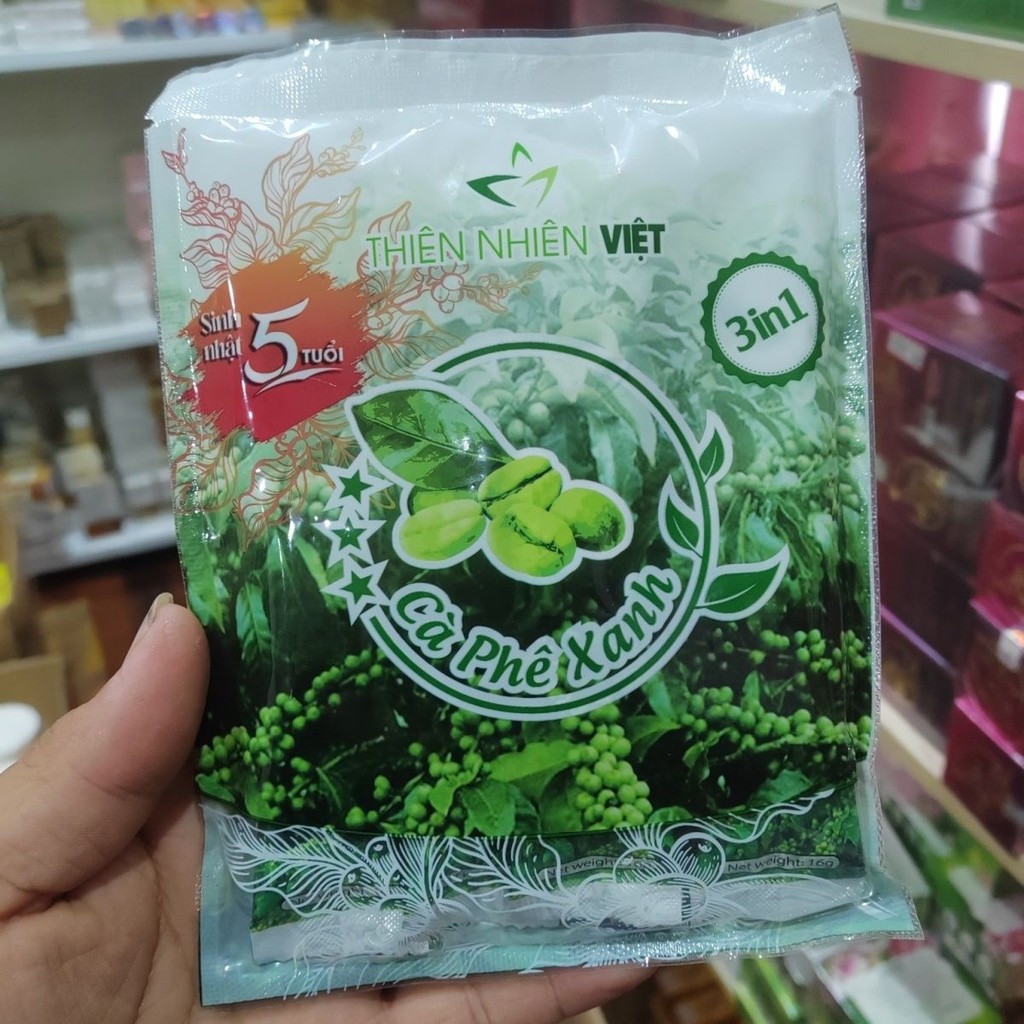 THIÊN NHIÊN VIỆT
Sinh
nhật 5 TUỔI
3in1
Cà Phê Xanh
Net weight: 16g